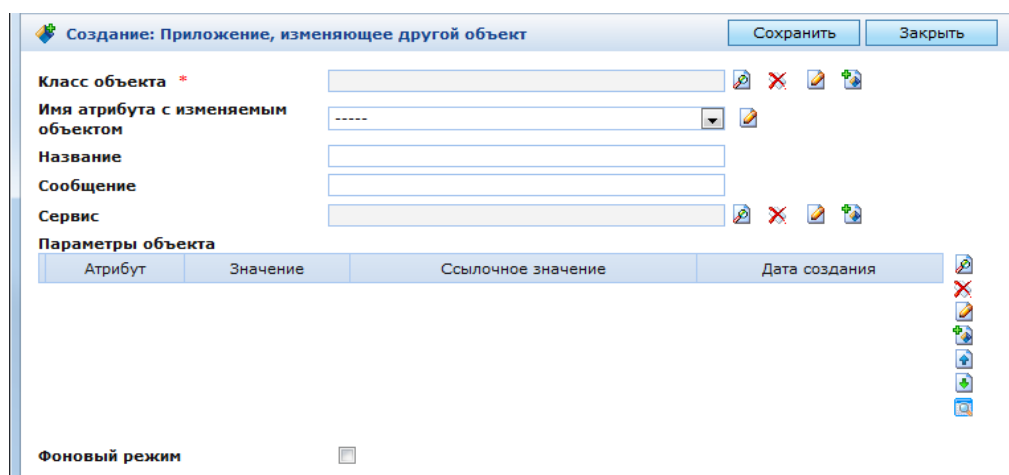 Создание: Приложение, изменяющее другой объект Сохранить Закрыть
Класс объекта *
Имя атрибута с изменяемым
объектом -----
Название
Сообщение
Сервис
Параметры объекта
Атрибут Значение Ссылочное значение Дата создания
Фоновый режим